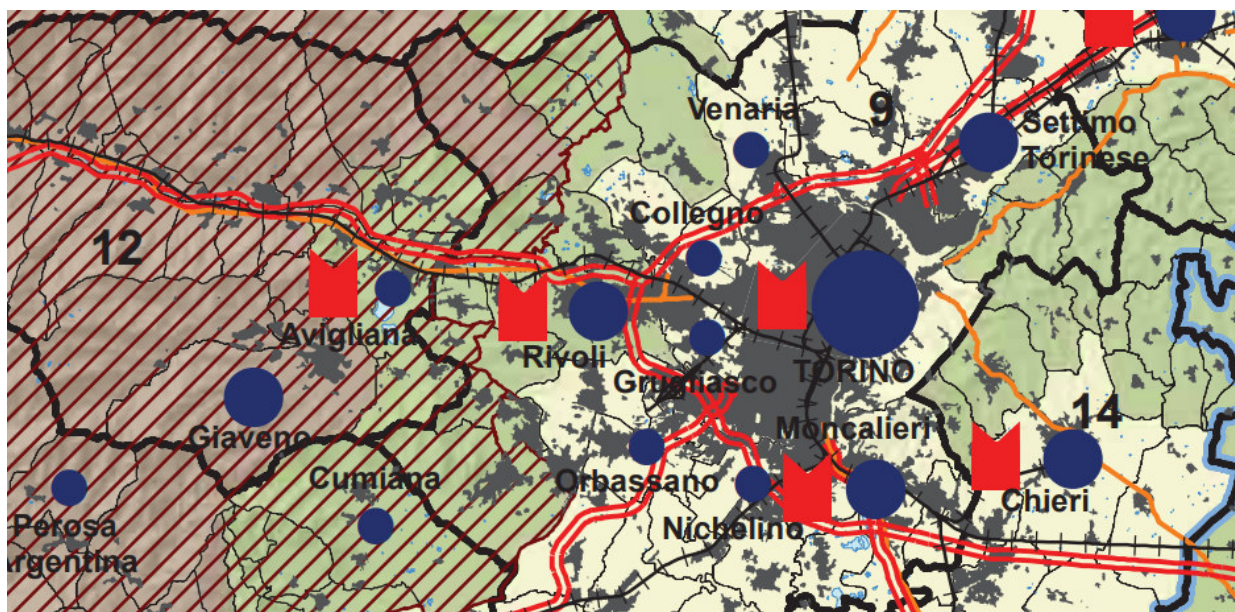 Venaria
9
Settimo
Torinese
Collegno
12
Avigliana
Rivoli
TORINO
Grugliasco
14
Giaveno
Moncalieri
Cumiana
Orbassano
Chieri
Nichelino
Perosa
Argentina